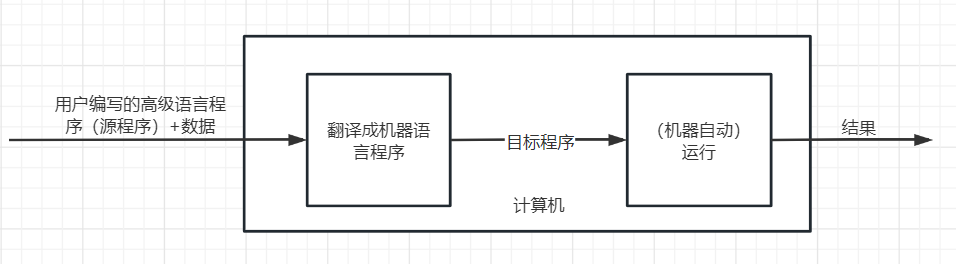 用户编写的高级语言程
序（源程序）+数据
翻译成机器语
言程序
目标程序
（机器自动）
运行
结果
计算机